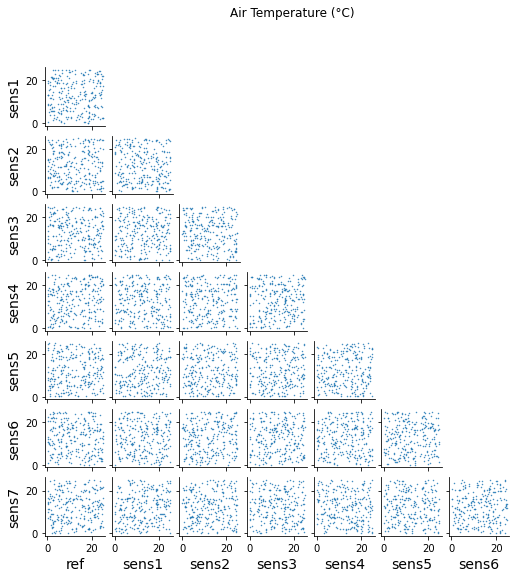 Air Temperature (°C)
sens1
20
0
sens2
20
0
sens3
20
0
sens4
20
0
sens5
20
0
sens6
20
0
sens7
20
0
0 20 0 20 0 20 0 20 0 20 0 20 0 20
ref sens1 sens2 sens3 sens4 sens5 sens6